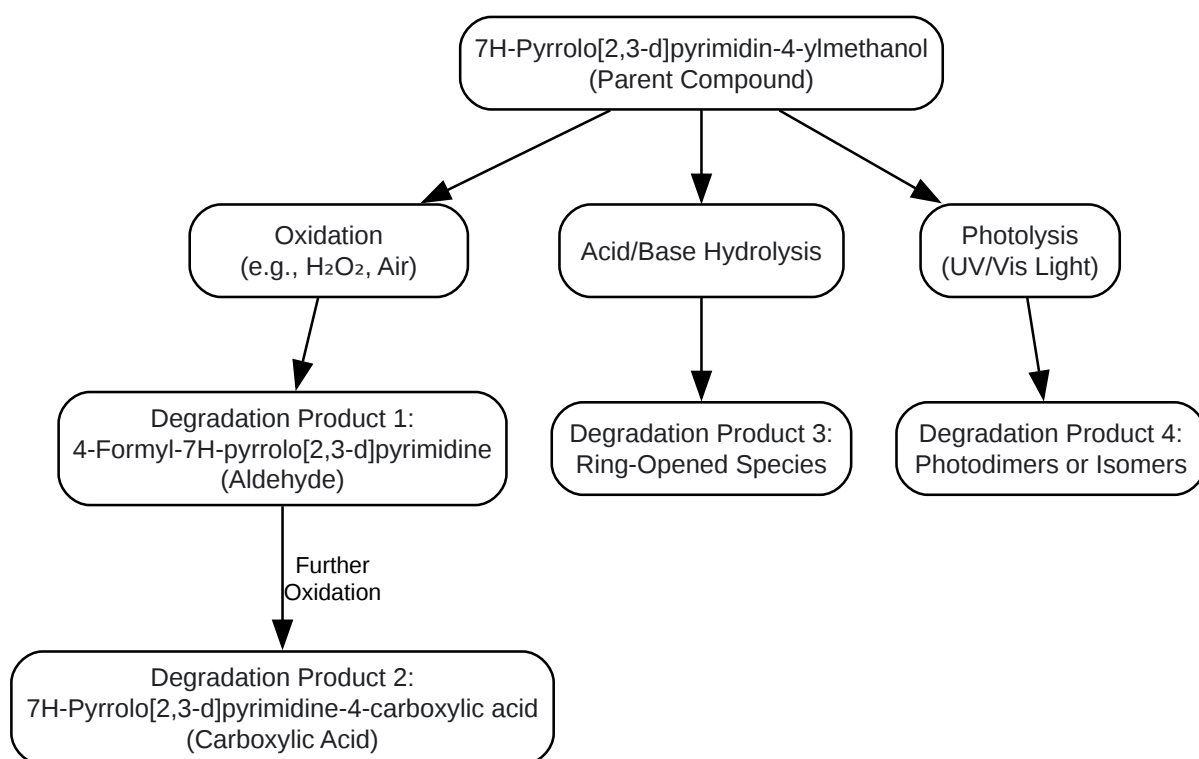 7H-Pyrrolo[2,3-d]pyrimidin-4-ylmethanol
(Parent Compound)
Oxidation
(e.g., H₂O₂, Air)
Acid/Base Hydrolysis
Photolysis
(UV/Vis Light)
Degradation Product 1:
4-Formyl-7H-pyrrolo[2,3-d]pyrimidine
(Aldehyde)
Degradation Product 3:
Ring-Opened Species
Degradation Product 4:
Photodimers or Isomers
Further
Oxidation
Degradation Product 2:
7H-Pyrrolo[2,3-d]pyrimidine-4-carboxylic acid
(Carboxylic Acid)